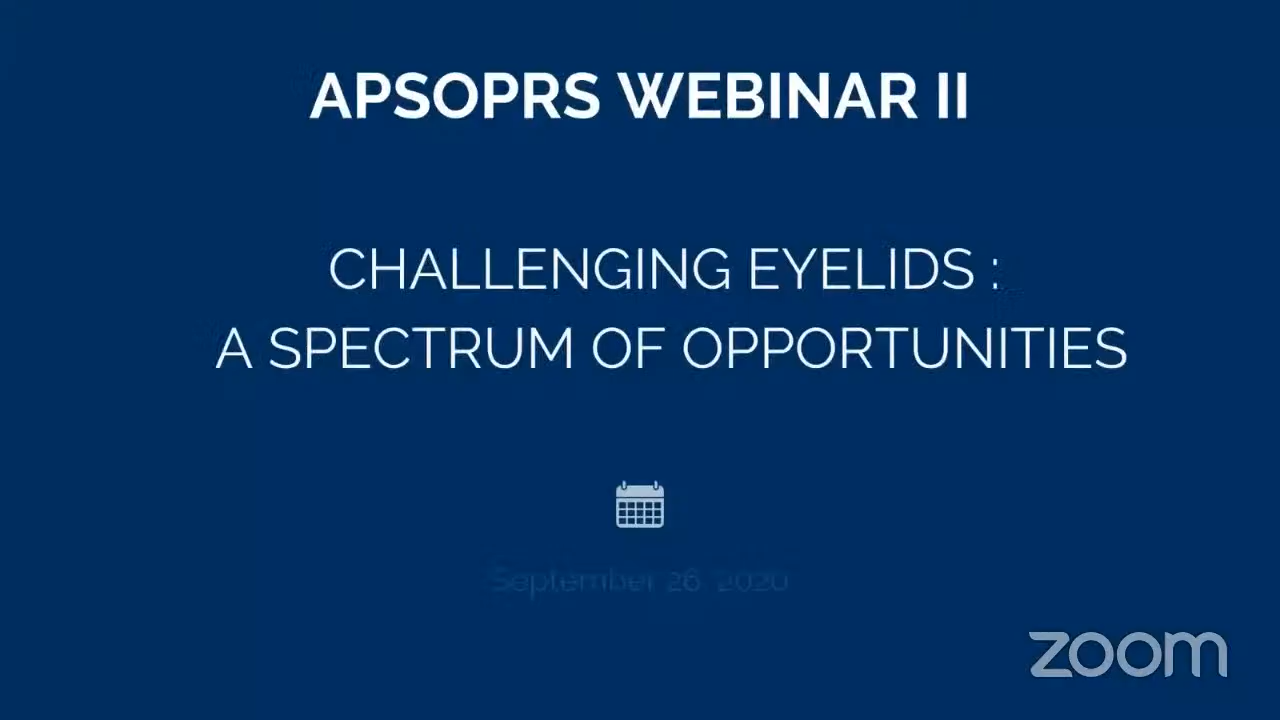 APSOPRS WEBINAR II
CHALLENGING EYELIDS :
A SPECTRUM OF OPPORTUNITIES
September 26, 2020
zoom